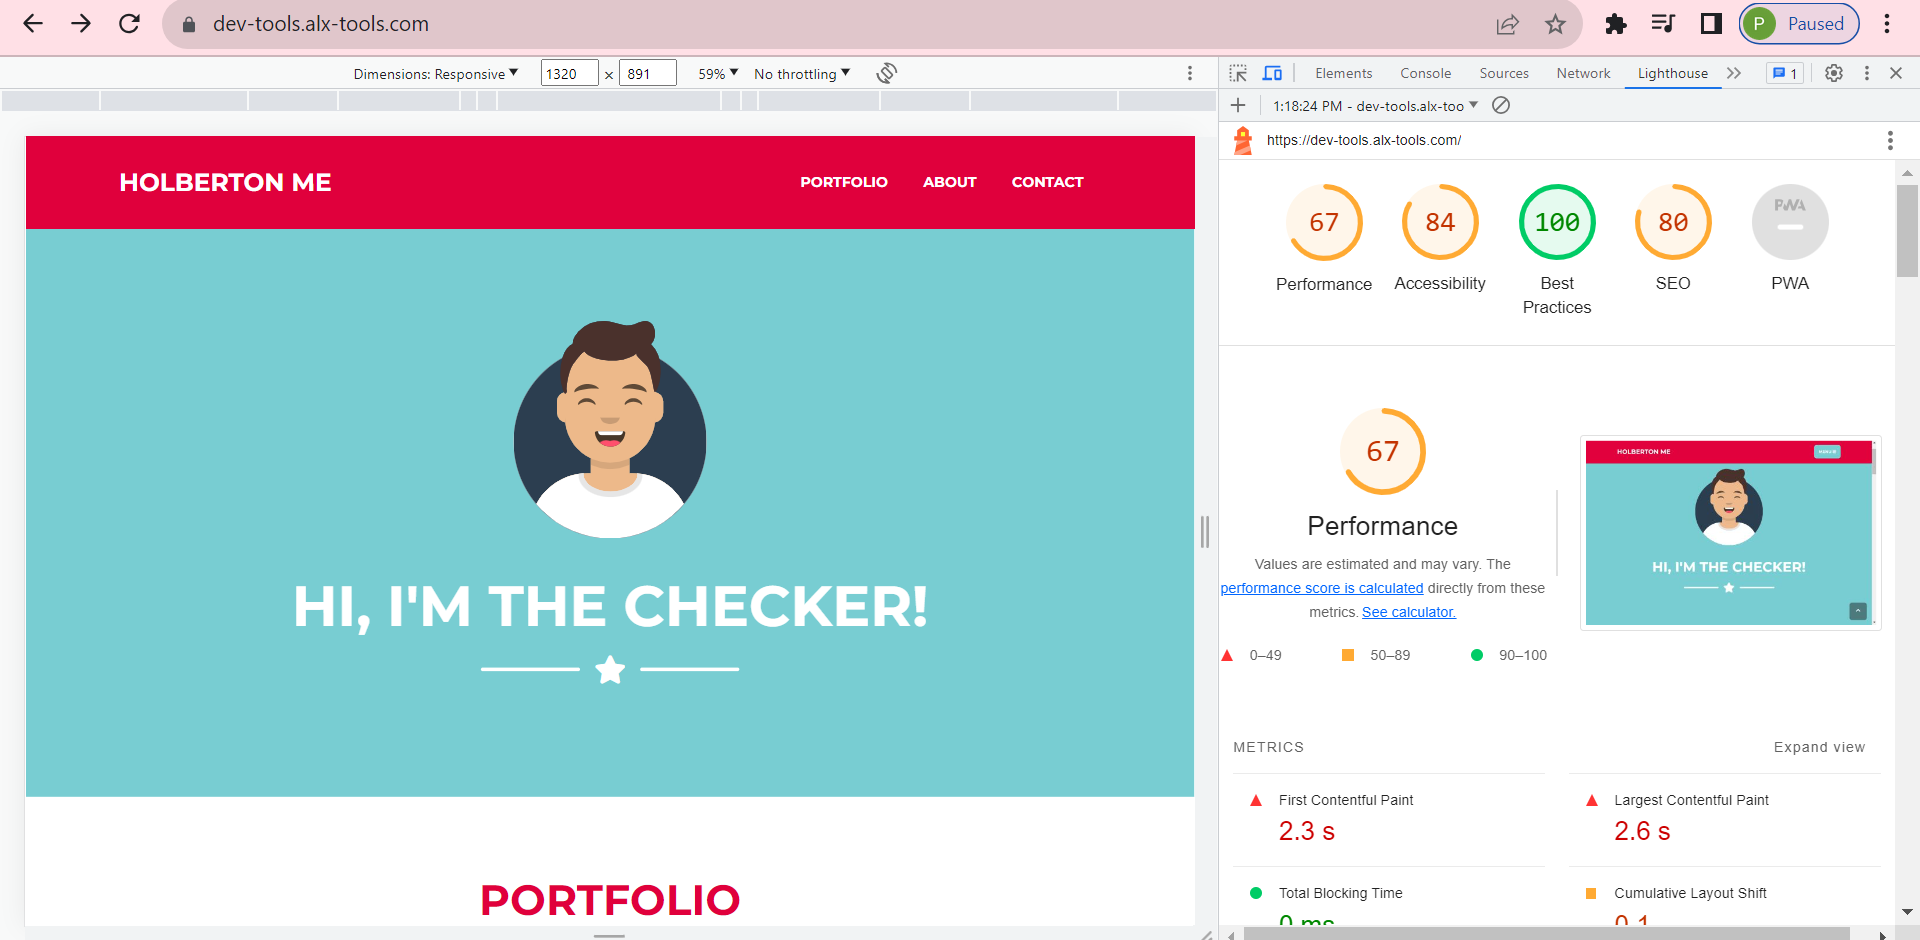 dev-tools.alx-tools.com
P Paused
Dimensions: Responsive 1320 × 891 59% No throttling
Elements Console Sources Network Lighthouse 1
1:18:24 PM - dev-tools.alx-too
https://dev-tools.alx-tools.com/
HOLBERTON ME
PORTFOLIO ABOUT CONTACT
HI, I'M THE CHECKER!
PORTFOLIO
67 84 100 80 PWA
Performance Accessibility Best Practices SEO PWA
67
Performance
Values are estimated and may vary. The
performance score is calculated directly from these
metrics. See calculator.
0–49 50–89 90–100
HOLBERTON ME
HI, I'M THE CHECKER!
METRICS Expand view
First Contentful Paint
2.3 s
Largest Contentful Paint
2.6 s
Total Blocking Time
0 ms
Cumulative Layout Shift
0.1